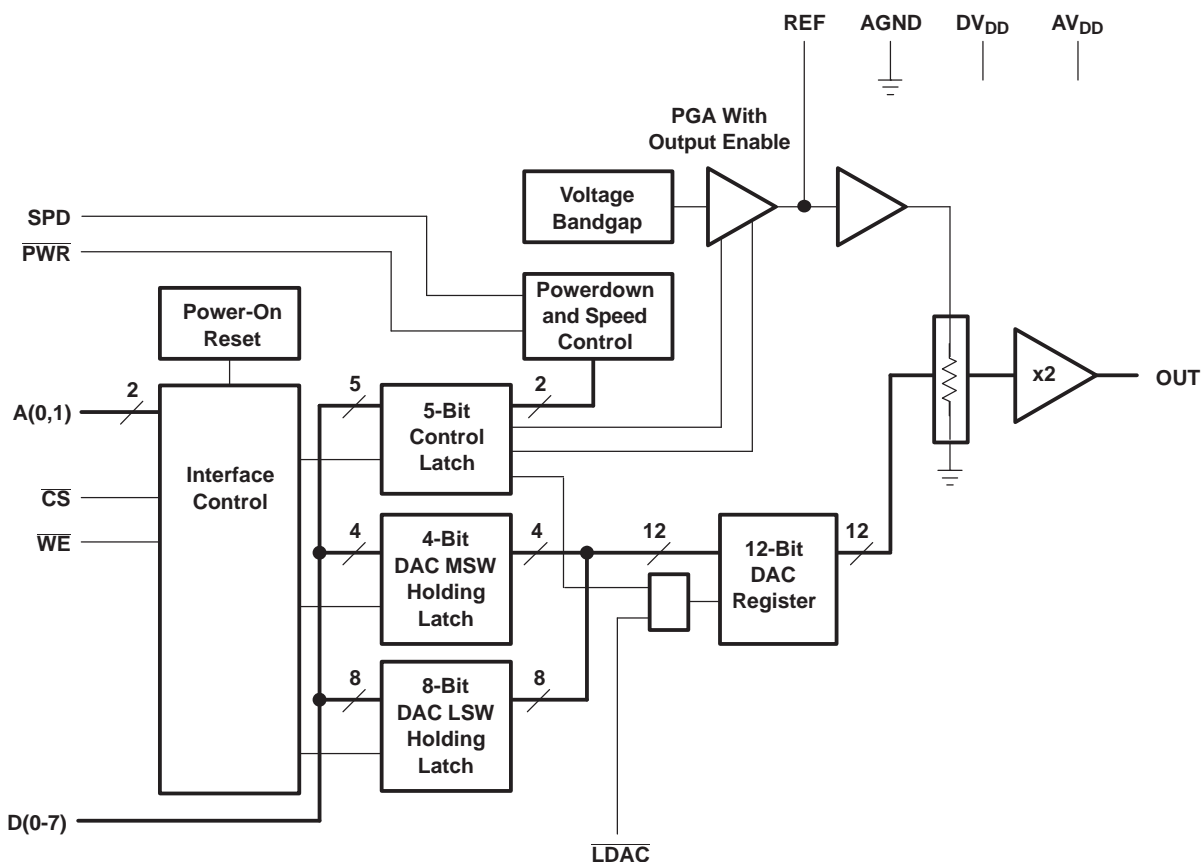 REF AGND DVDD AVDD
PGA With
Output Enable
Voltage
Bandgap
SPD
PWR
Powerdown
and Speed
Control
Power-On
Reset
x2
OUT
2
A(0,1)
5
5-Bit
Control
Latch
2
Interface
Control
CS
WE
4
4-Bit
DAC MSW
Holding
Latch
4
12
12-Bit
DAC
Register
12
8
8-Bit
DAC LSW
Holding
Latch
8
D(0-7)
LDAC